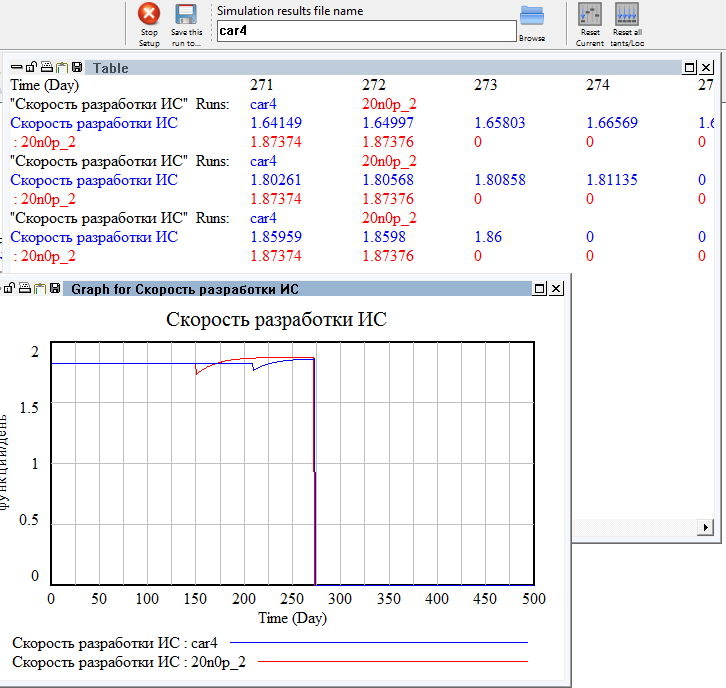 Simulation results file name
car4
Stop Setup
Save this run to...
Browse
Reset Current
Reset all
tants/Loc
Table
Time (Day) 271 272 273 274 27
"Скорость разработки ИС" Runs: car4 20n0p_2
Скорость разработки ИС 1.64149 1.64997 1.65803 1.66569
: 20n0p_2 1.87374 1.87376 0 0 0
"Скорость разработки ИС" Runs: car4 20n0p_2
Скорость разработки ИС 1.80261 1.80568 1.80858 1.81135 0
: 20n0p_2 1.87374 1.87376 0 0 0
"Скорость разработки ИС" Runs: car4 20n0p_2
Скорость разработки ИС 1.85959 1.8598 1.86 0 0
: 20n0p_2 1.87374 1.87376 0 0 0
Graph for Скорость разработки ИС
Скорость разработки ИС
2
1.5
1
0.5
0
функций/день
0 50 100 150 200 250 300 350 400 450 500
Time (Day)
Скорость разработки ИС : car4
Скорость разработки ИС : 20n0p_2